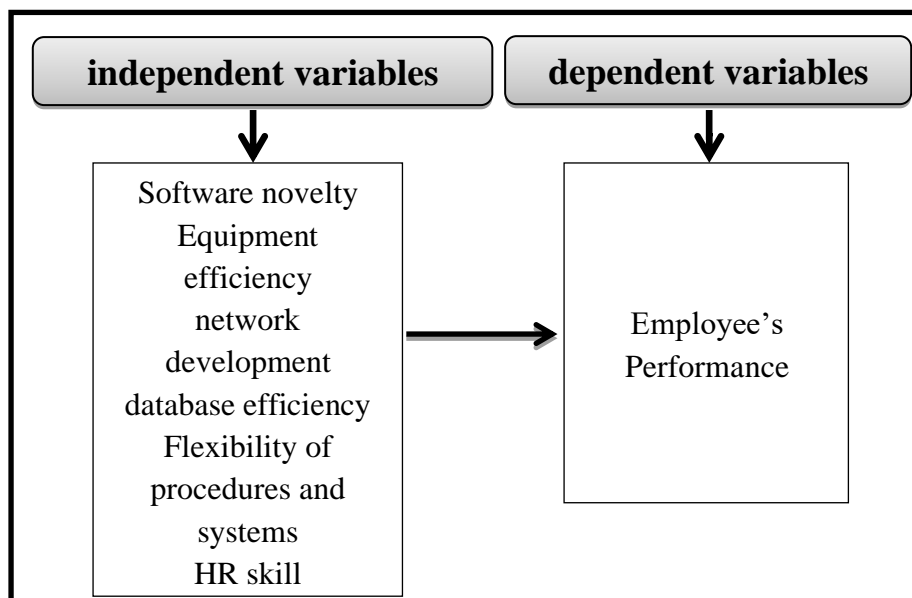 independent variables
dependent variables
Software novelty
Equipment
efficiency
network
development
database efficiency
Flexibility of
procedures and
systems
HR skill
Employee’s
Performance